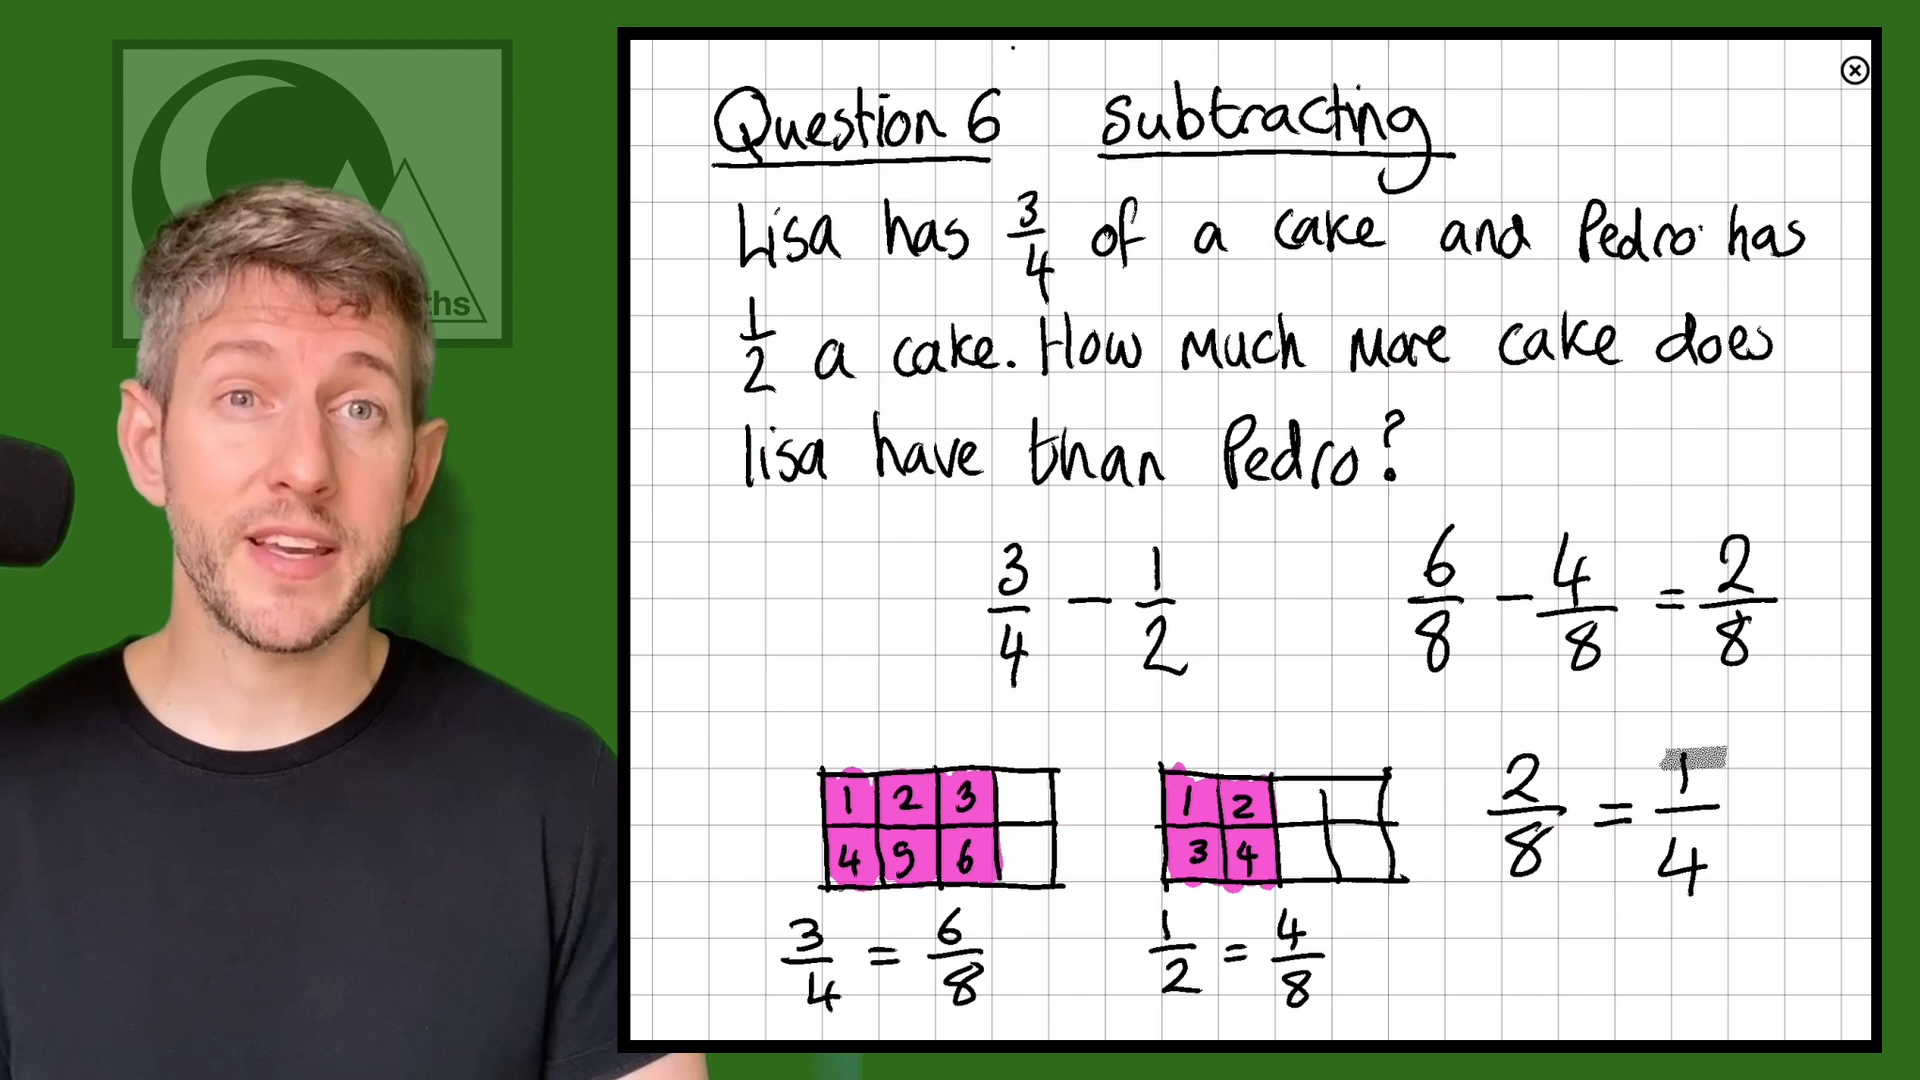 Question 6 Subtracting
Lisa has 3/4 of a cake and Pedro has
1/2 a cake. How much more cake does
lisa have than Pedro?
3/4 - 1/2 6/8 - 4/8 = 2/8
1 2 3
4 5 6
1 2
3 4
2/8 = 1/4
3/4 = 6/8 1/2 = 4/8
ths